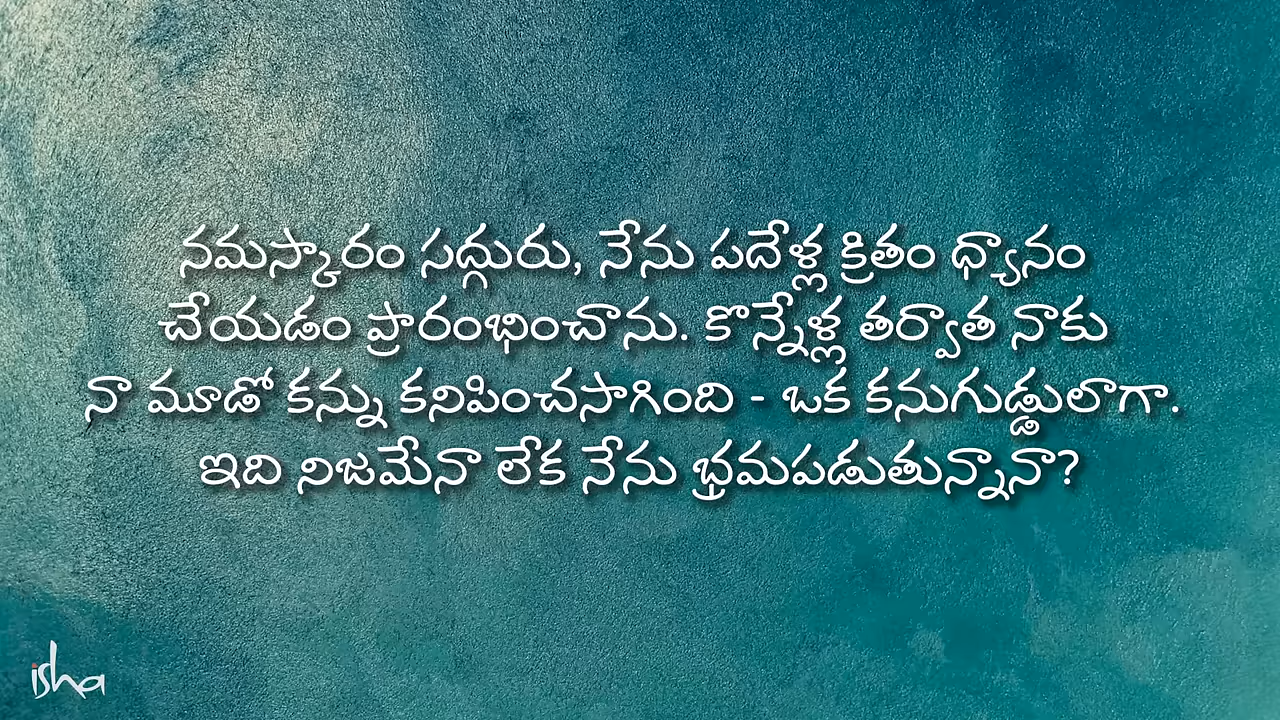 నమస్కారం సద్గురు, నేను పదేళ్ల క్రితం ధ్యానం
చేయడం ప్రారంభించాను. కొన్నేళ్ల తర్వాత నాకు
నా మూడో కన్ను కనిపించసాగింది - ఒక కనుగుడ్డులాగా.
ఇది నిజమేనా లేక నేను భ్రమపడుతున్నానా?
isha